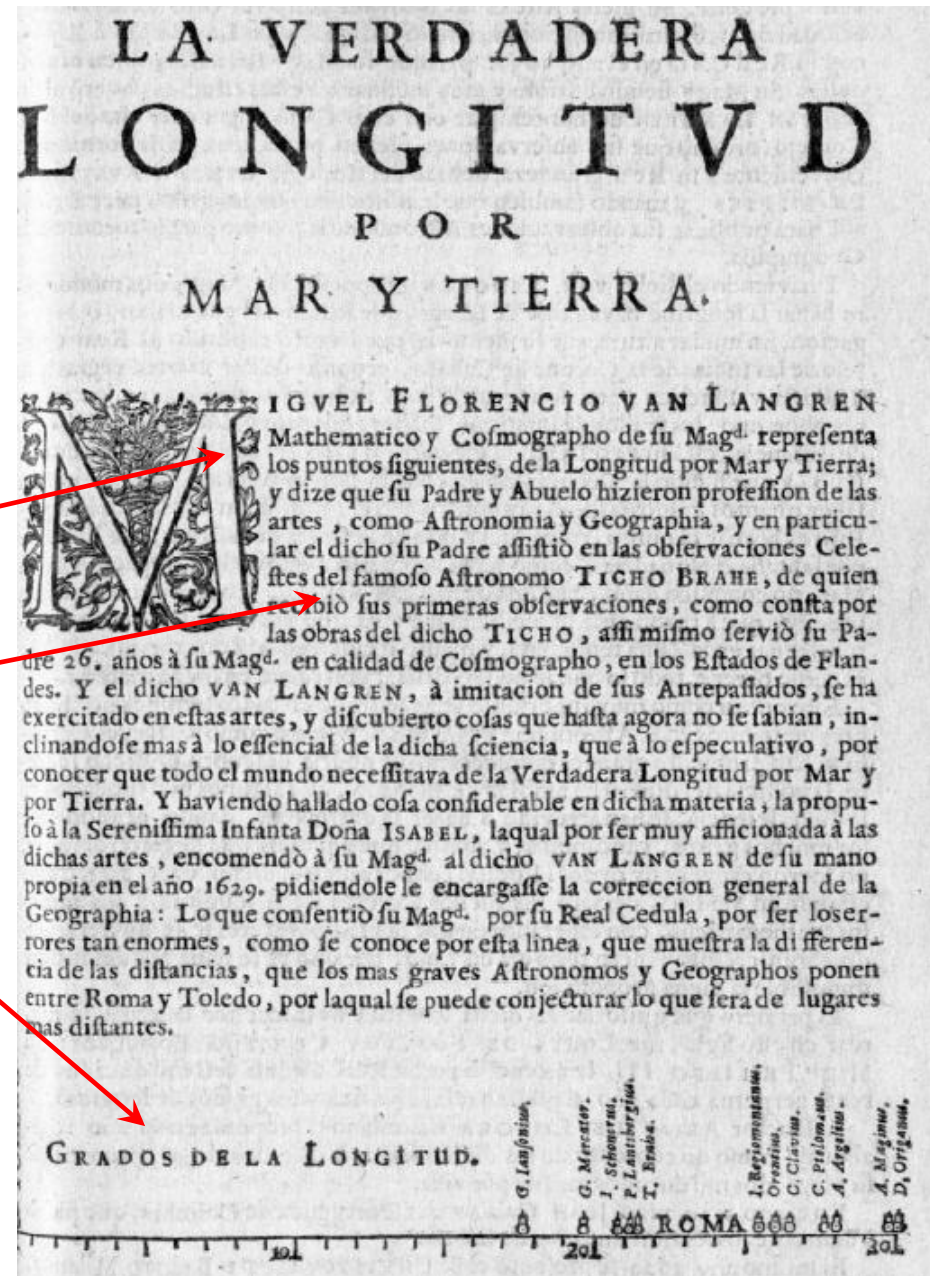 LA VERDADERA
LONGITVD
POR
MAR Y TIERRA.
MIGVEL FLORENCIO VAN LANGREN
Mathematico y Coſmographo de ſu Magd. repreſenta
los puntos ſiguientes, de la Longitud por Mar y Tierra;
y dize que ſu Padre y Abuelo hizieron profeſſion de las
artes , como Aſtronomia y Geographia, y en particu-
lar el dicho ſu Padre aſſiſtiò en las obſervaciones Cele-
ſtes del famoſo Aſtronomo TICHO BRAHE, de quien
recibiò ſus primeras obſervaciones, como conſta por
las obras del dicho TICHO, aſſi miſmo ſerviò ſu Pa-
dre 26. años à ſu Magd. en calidad de Coſmographo, en los Eſtados de Flan-
des. Y el dicho VAN LANGREN, à imitacion de ſus Antepaſſados, ſe ha
exercitado en eſtas artes, y diſcubierto coſas que haſta agora no ſe ſabian, in-
clinandoſe mas à lo eſſencial de la dicha ſciencia, que à lo eſpeculativo, por
conocer que todo el mundo neceſſitava de la Verdadera Longitud por Mar y
por Tierra. Y haviendo hallado coſa conſiderable en dicha materia, la propu-
ſo à la Sereniſſima Infanta Doña ISABEL, laqual por ſer muy afficionada à las
dichas artes, encomendò à ſu Magd. al dicho VAN LANGREN de ſu mano
propia en el año 1629. pidiendole le encargaſſe la correccion general de la
Geographia: Lo que conſentiò ſu Magd. por ſu Real Cedula, por ſer los er-
rores tan enormes, como ſe conoce por eſta linea, que mueſtra la differen-
cia de las diſtancias, que los mas graves Aſtronomos y Geographos ponen
entre Roma y Toledo, por laqual ſe puede conjecturar lo que ſera de lugares
mas diſtantes.
GRADOS DE LA LONGITUD.
G. Ianſonius.
G. Mercator.
I. Schonerus.
P. Lantsbergius.
T. Brahe.
I. Regomontanus.
Orontius.
C. Clavius.
C. Ptolomæus.
A. Argelius.
A. Maginus.
D. Origanus.
ROMA
10
20
30